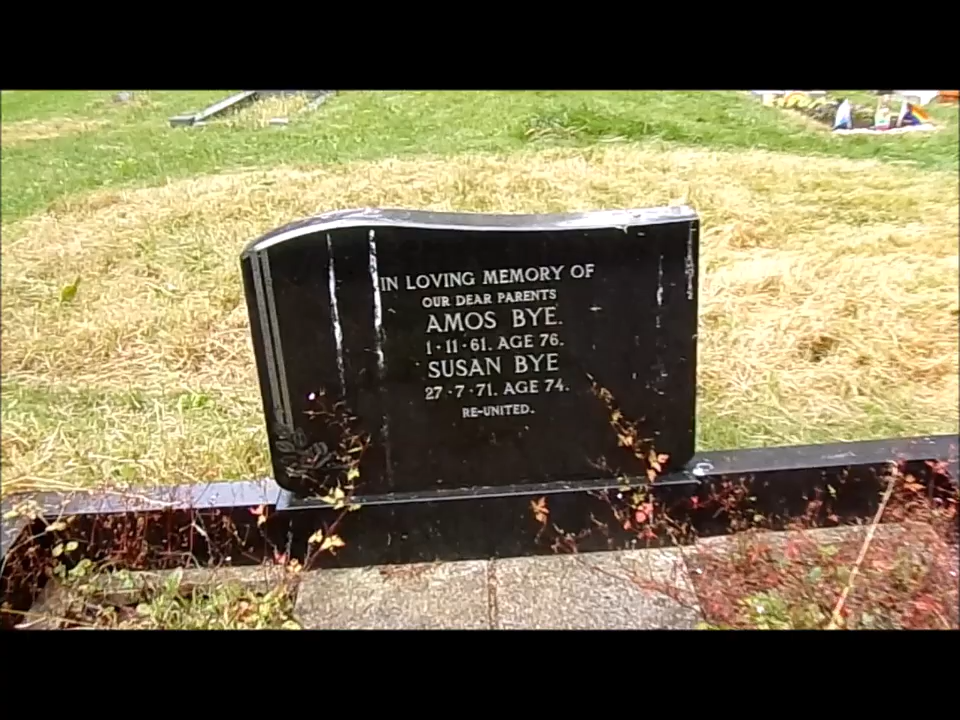 IN LOVING MEMORY OF
OUR DEAR PARENTS
AMOS BYE.
1·11·61. AGE 76.
SUSAN BYE
27·7·71. AGE 74.
RE-UNITED.